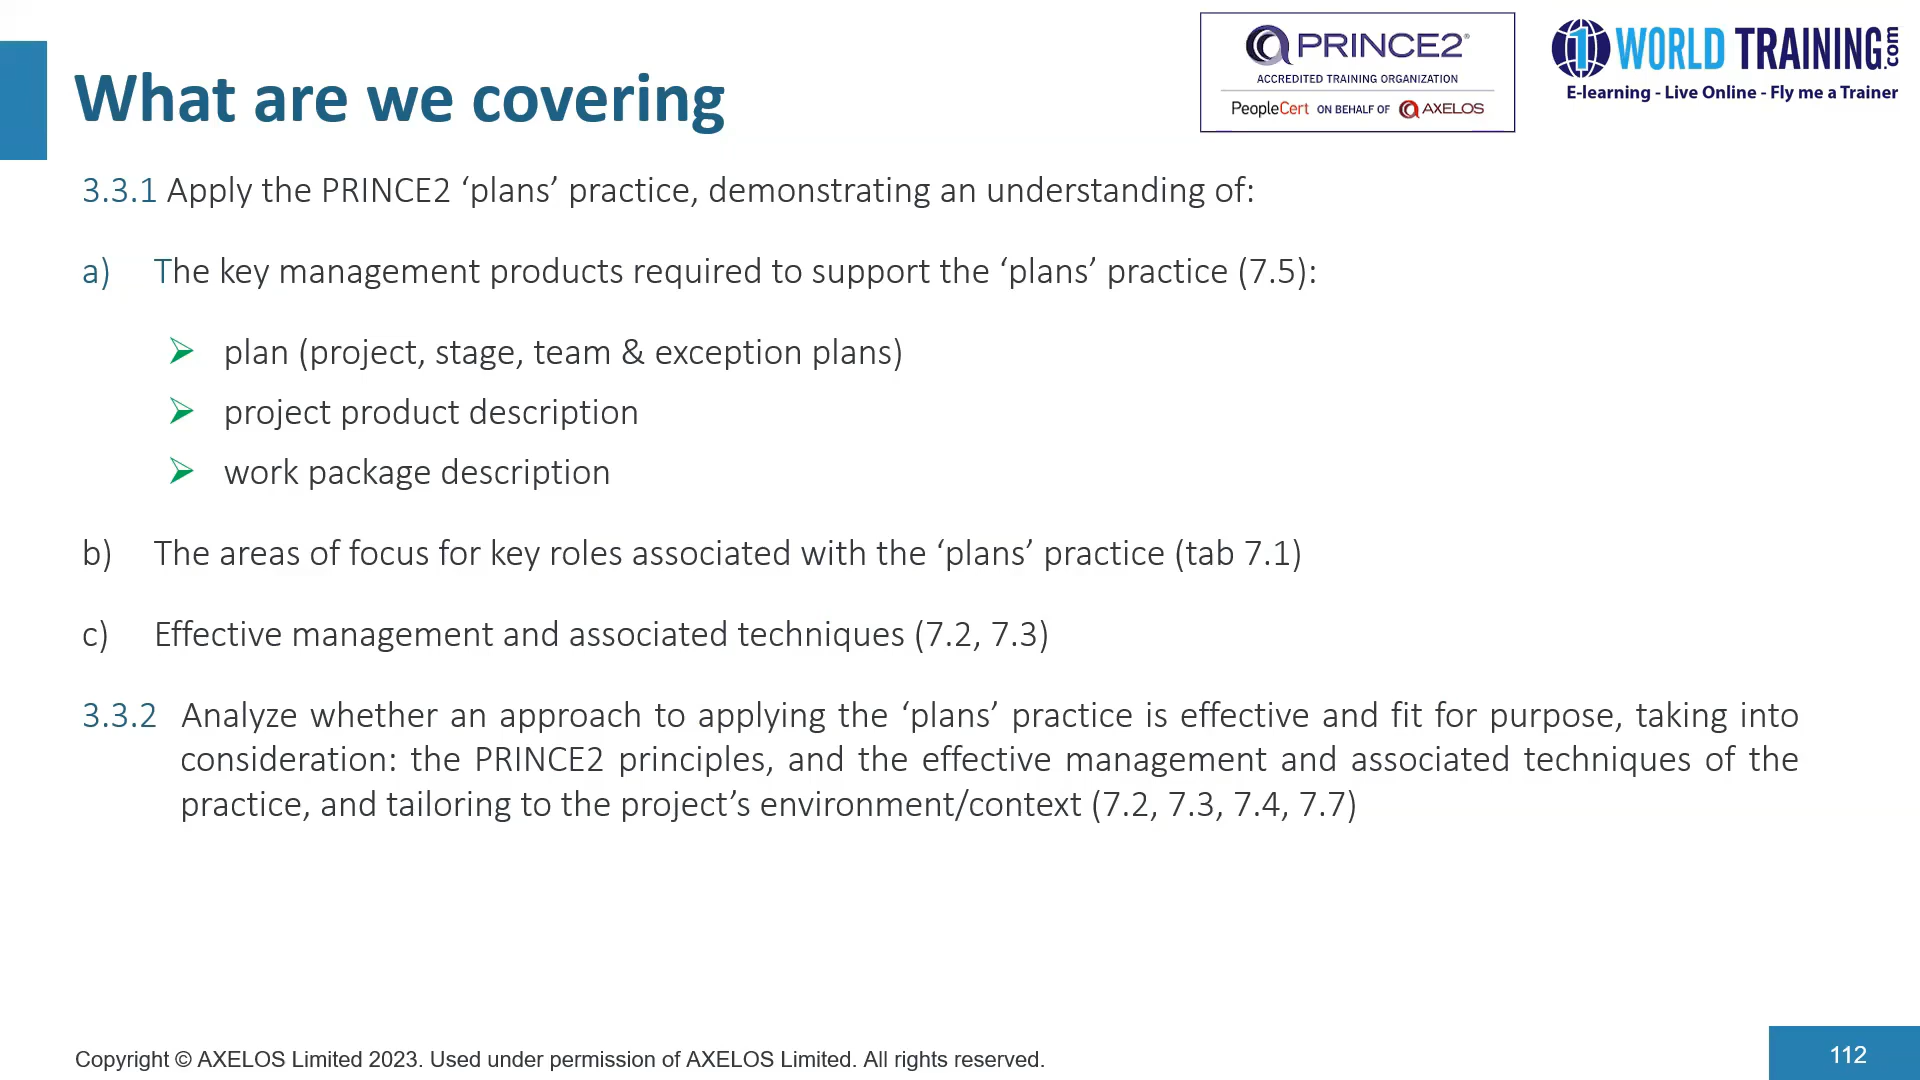 What are we covering
PRINCE2®
ACCREDITED TRAINING ORGANIZATION
PeopleCert ON BEHALF OF AXELOS
1 WORLD TRAINING.com
E-learning - Live Online - Fly me a Trainer
3.3.1 Apply the PRINCE2 ‘plans’ practice, demonstrating an understanding of:
a) The key management products required to support the ‘plans’ practice (7.5):
➢ plan (project, stage, team & exception plans)
➢ project product description
➢ work package description
b) The areas of focus for key roles associated with the ‘plans’ practice (tab 7.1)
c) Effective management and associated techniques (7.2, 7.3)
3.3.2 Analyze whether an approach to applying the ‘plans’ practice is effective and fit for purpose, taking into
consideration: the PRINCE2 principles, and the effective management and associated techniques of the
practice, and tailoring to the project’s environment/context (7.2, 7.3, 7.4, 7.7)
Copyright © AXELOS Limited 2023. Used under permission of AXELOS Limited. All rights reserved.
112